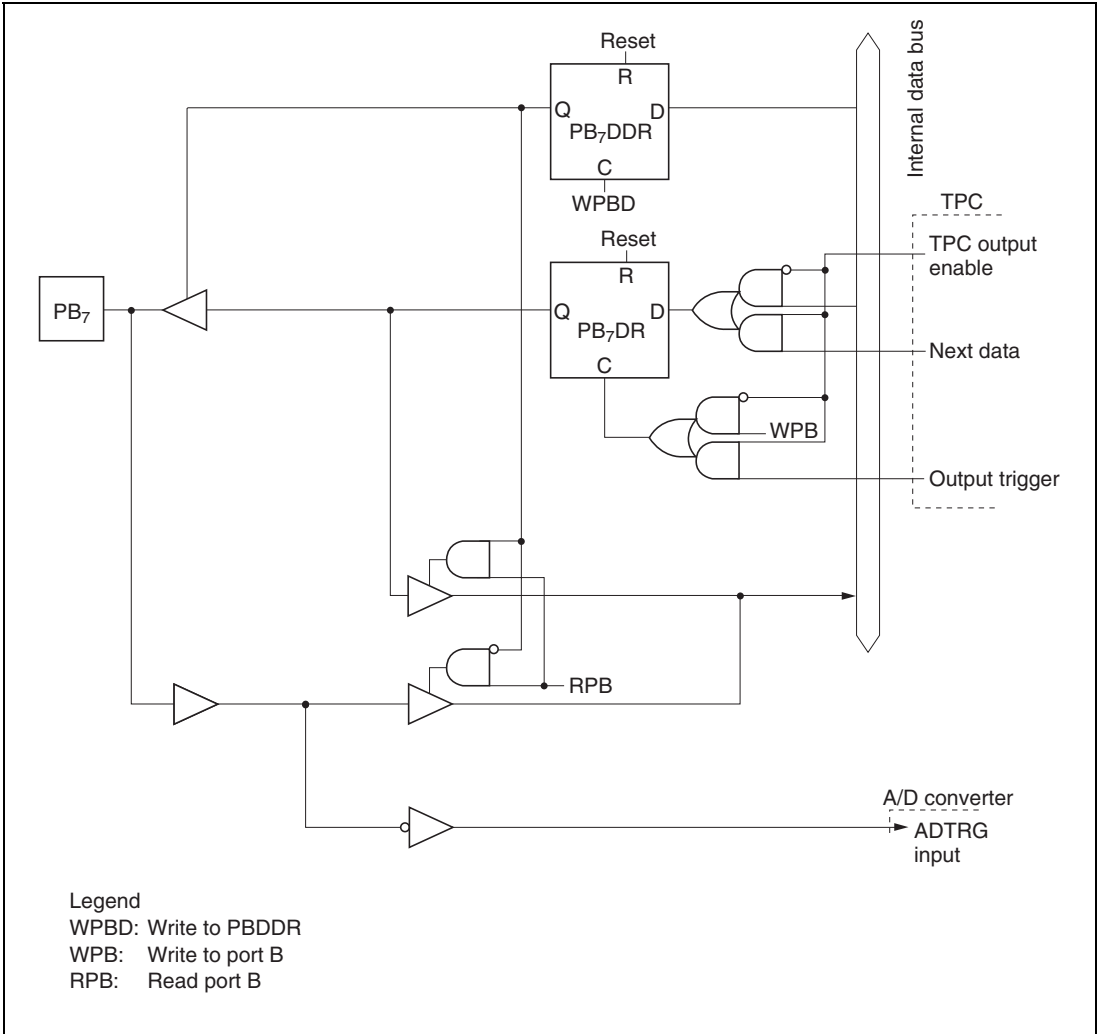 Reset
R
Q
D
PB7DDR
C
WPBD
Internal data bus
TPC
TPC output
enable
Reset
R
PB7
Q
D
PB7DR
C
Next data
WPB
Output trigger
RPB
A/D converter
ADTRG
input
Legend
WPBD: Write to PBDDR
WPB: Write to port B
RPB: Read port B